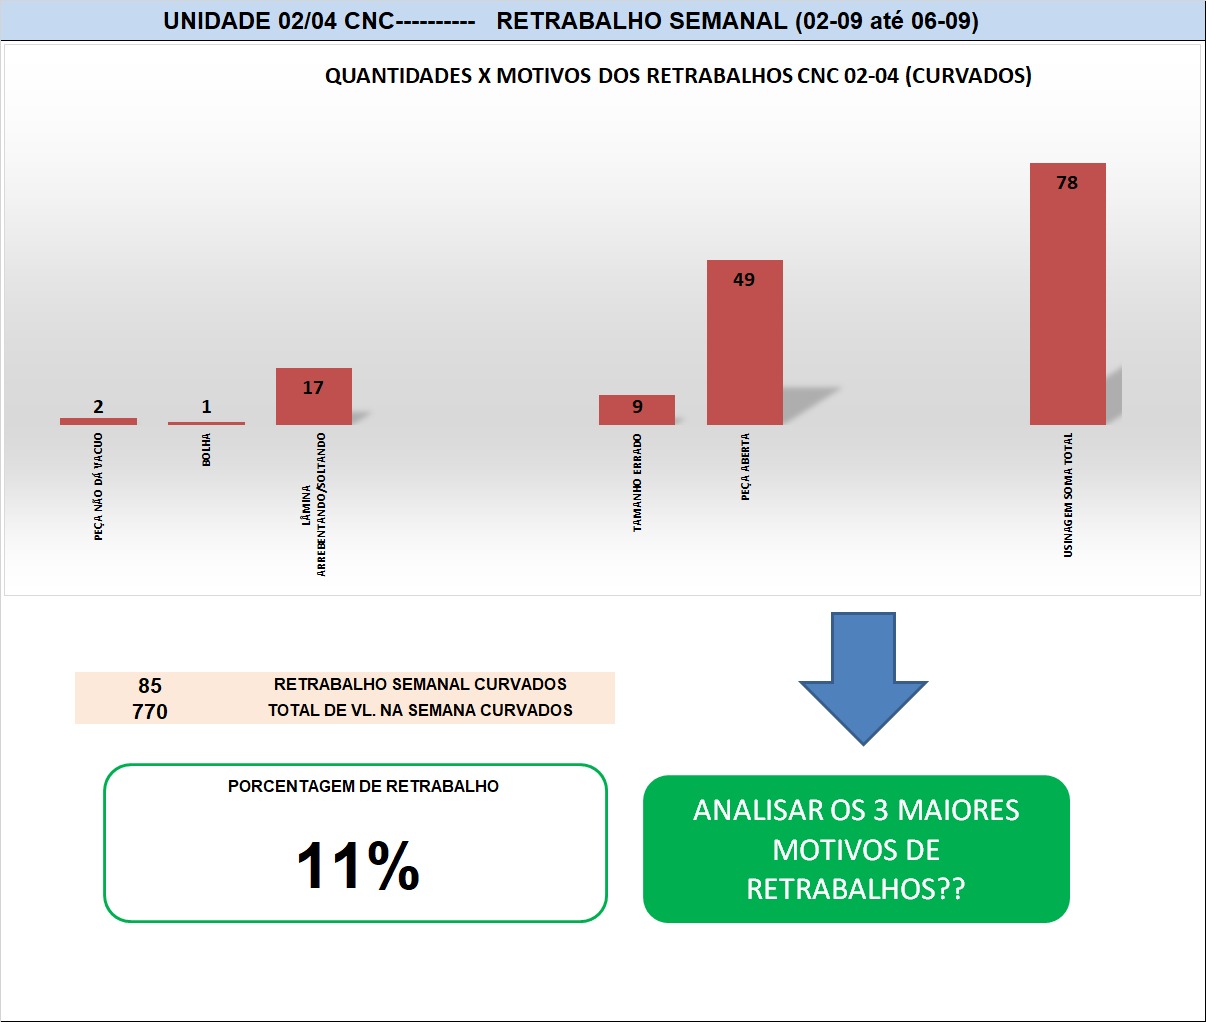 UNIDADE 02/04 CNC---------- RETRABALHO SEMANAL (02-09 até 06-09)
QUANTIDADES X MOTIVOS DOS RETRABALHOS CNC 02-04 (CURVADOS)
2
1
17
9
49
78
PEÇA NÃO DÁ VACUO
BOLHA
LÂMINA
ARREBENTANDO/SOLTANDO
TAMANHO ERRADO
PEÇA ABERTA
USINAGEM SOMA TOTAL
85 RETRABALHO SEMANAL CURVADOS
770 TOTAL DE VL. NA SEMANA CURVADOS
PORCENTAGEM DE RETRABALHO
11%
ANALISAR OS 3 MAIORES
MOTIVOS DE
RETRABALHOS??